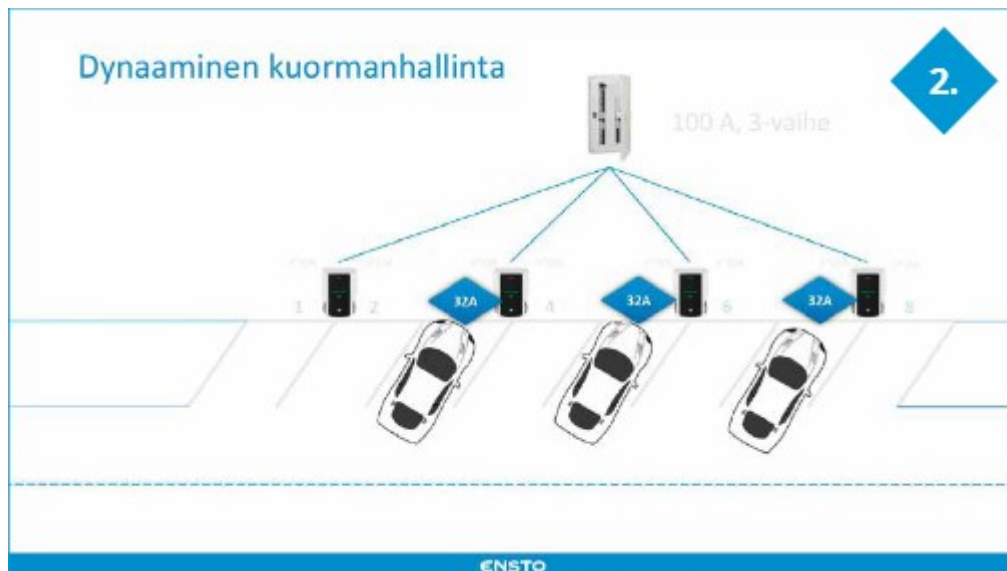 Dynaaminen kuormanhallinta
2.
100 A, 3-vaihe
1
2
32A
4
32A
6
32A
8
ENSTO